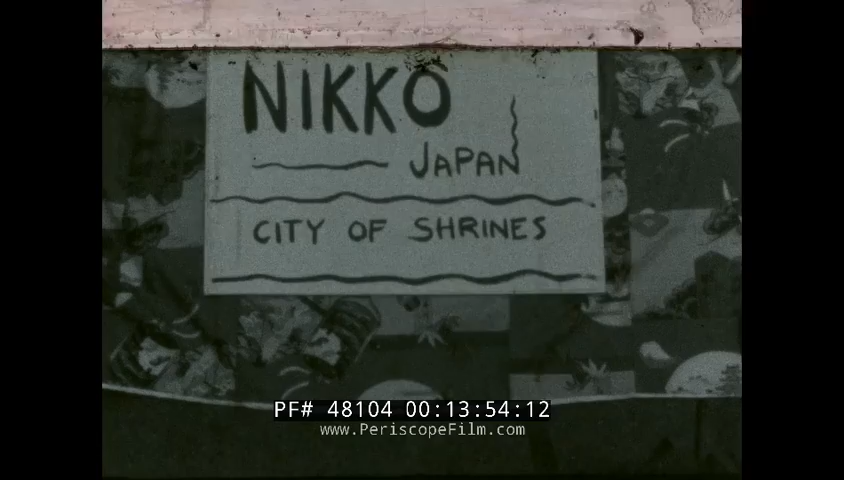 NIKKO
JAPAN
CITY OF SHRINES
PF# 48104 00:13:54:12
www.PeriscopeFilm.com